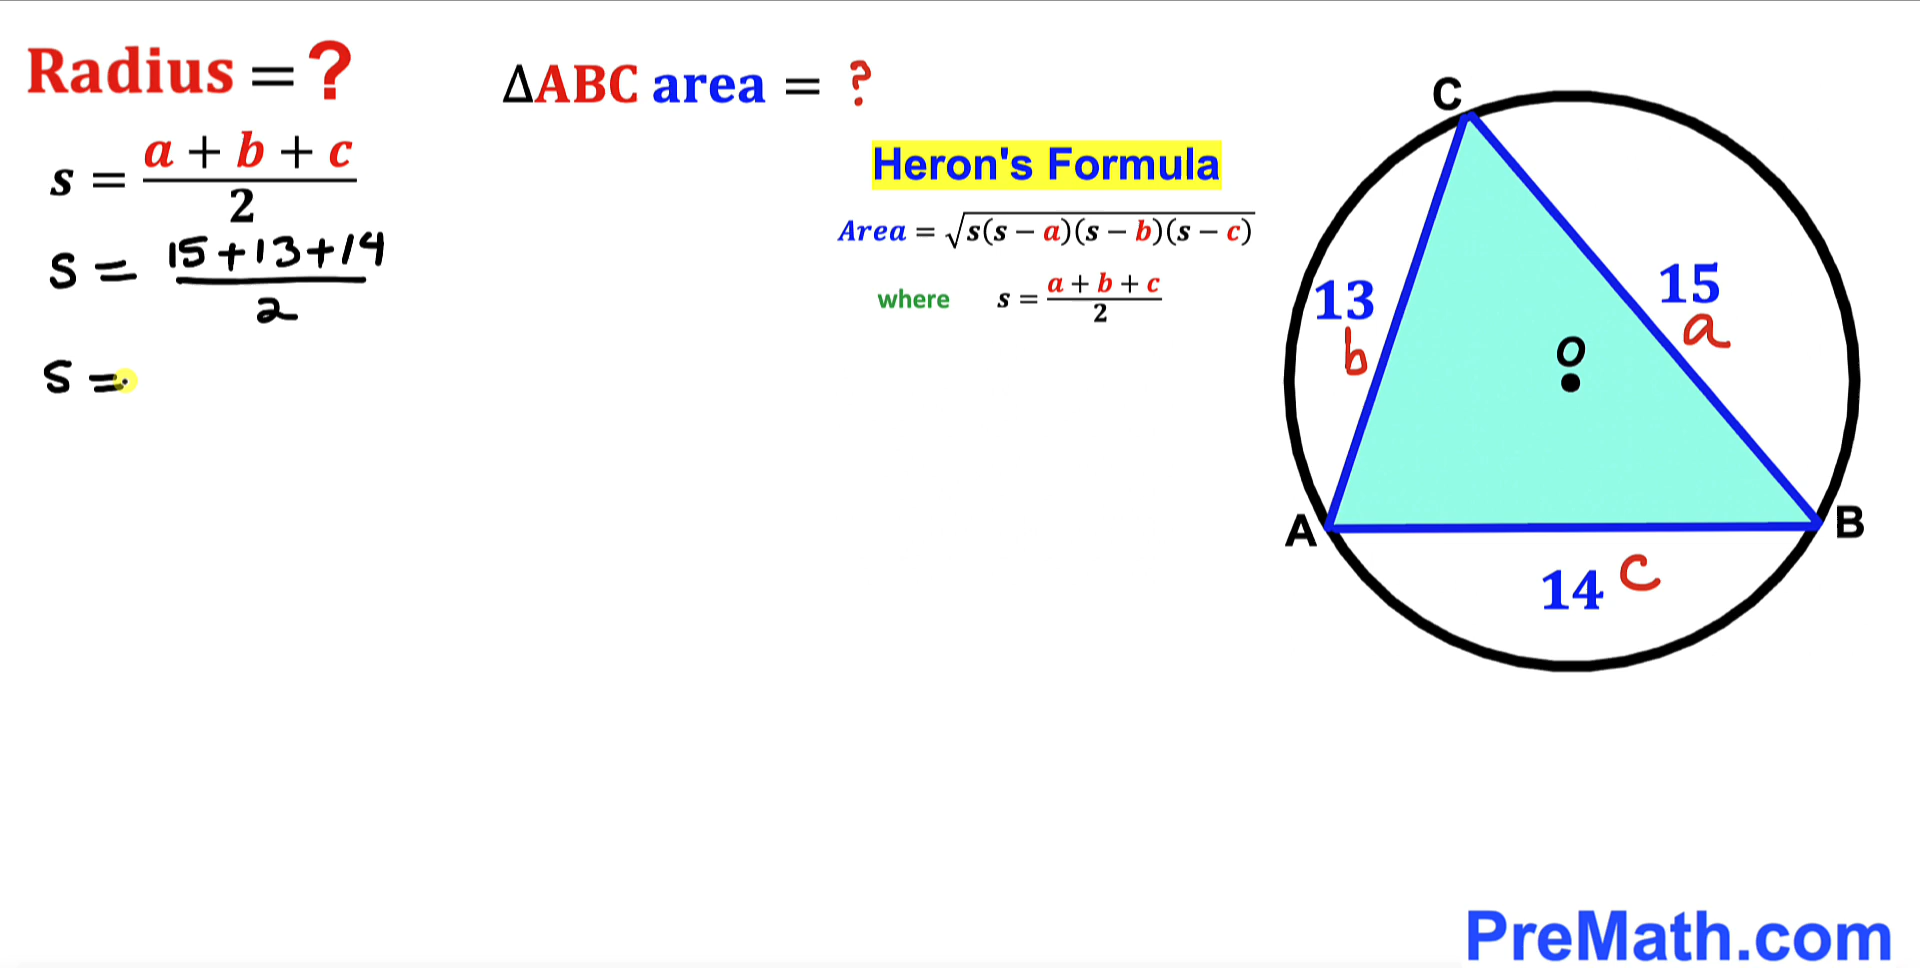 Radius = ?
ΔABC area = ?
s = a + b + c / 2
s = 15 + 13 + 14 / 2
s =
Heron's Formula
Area = √s(s − a)(s − b)(s − c)
where s = a + b + c / 2
C
13
b
15
a
O
A
B
14 c
PreMath.com